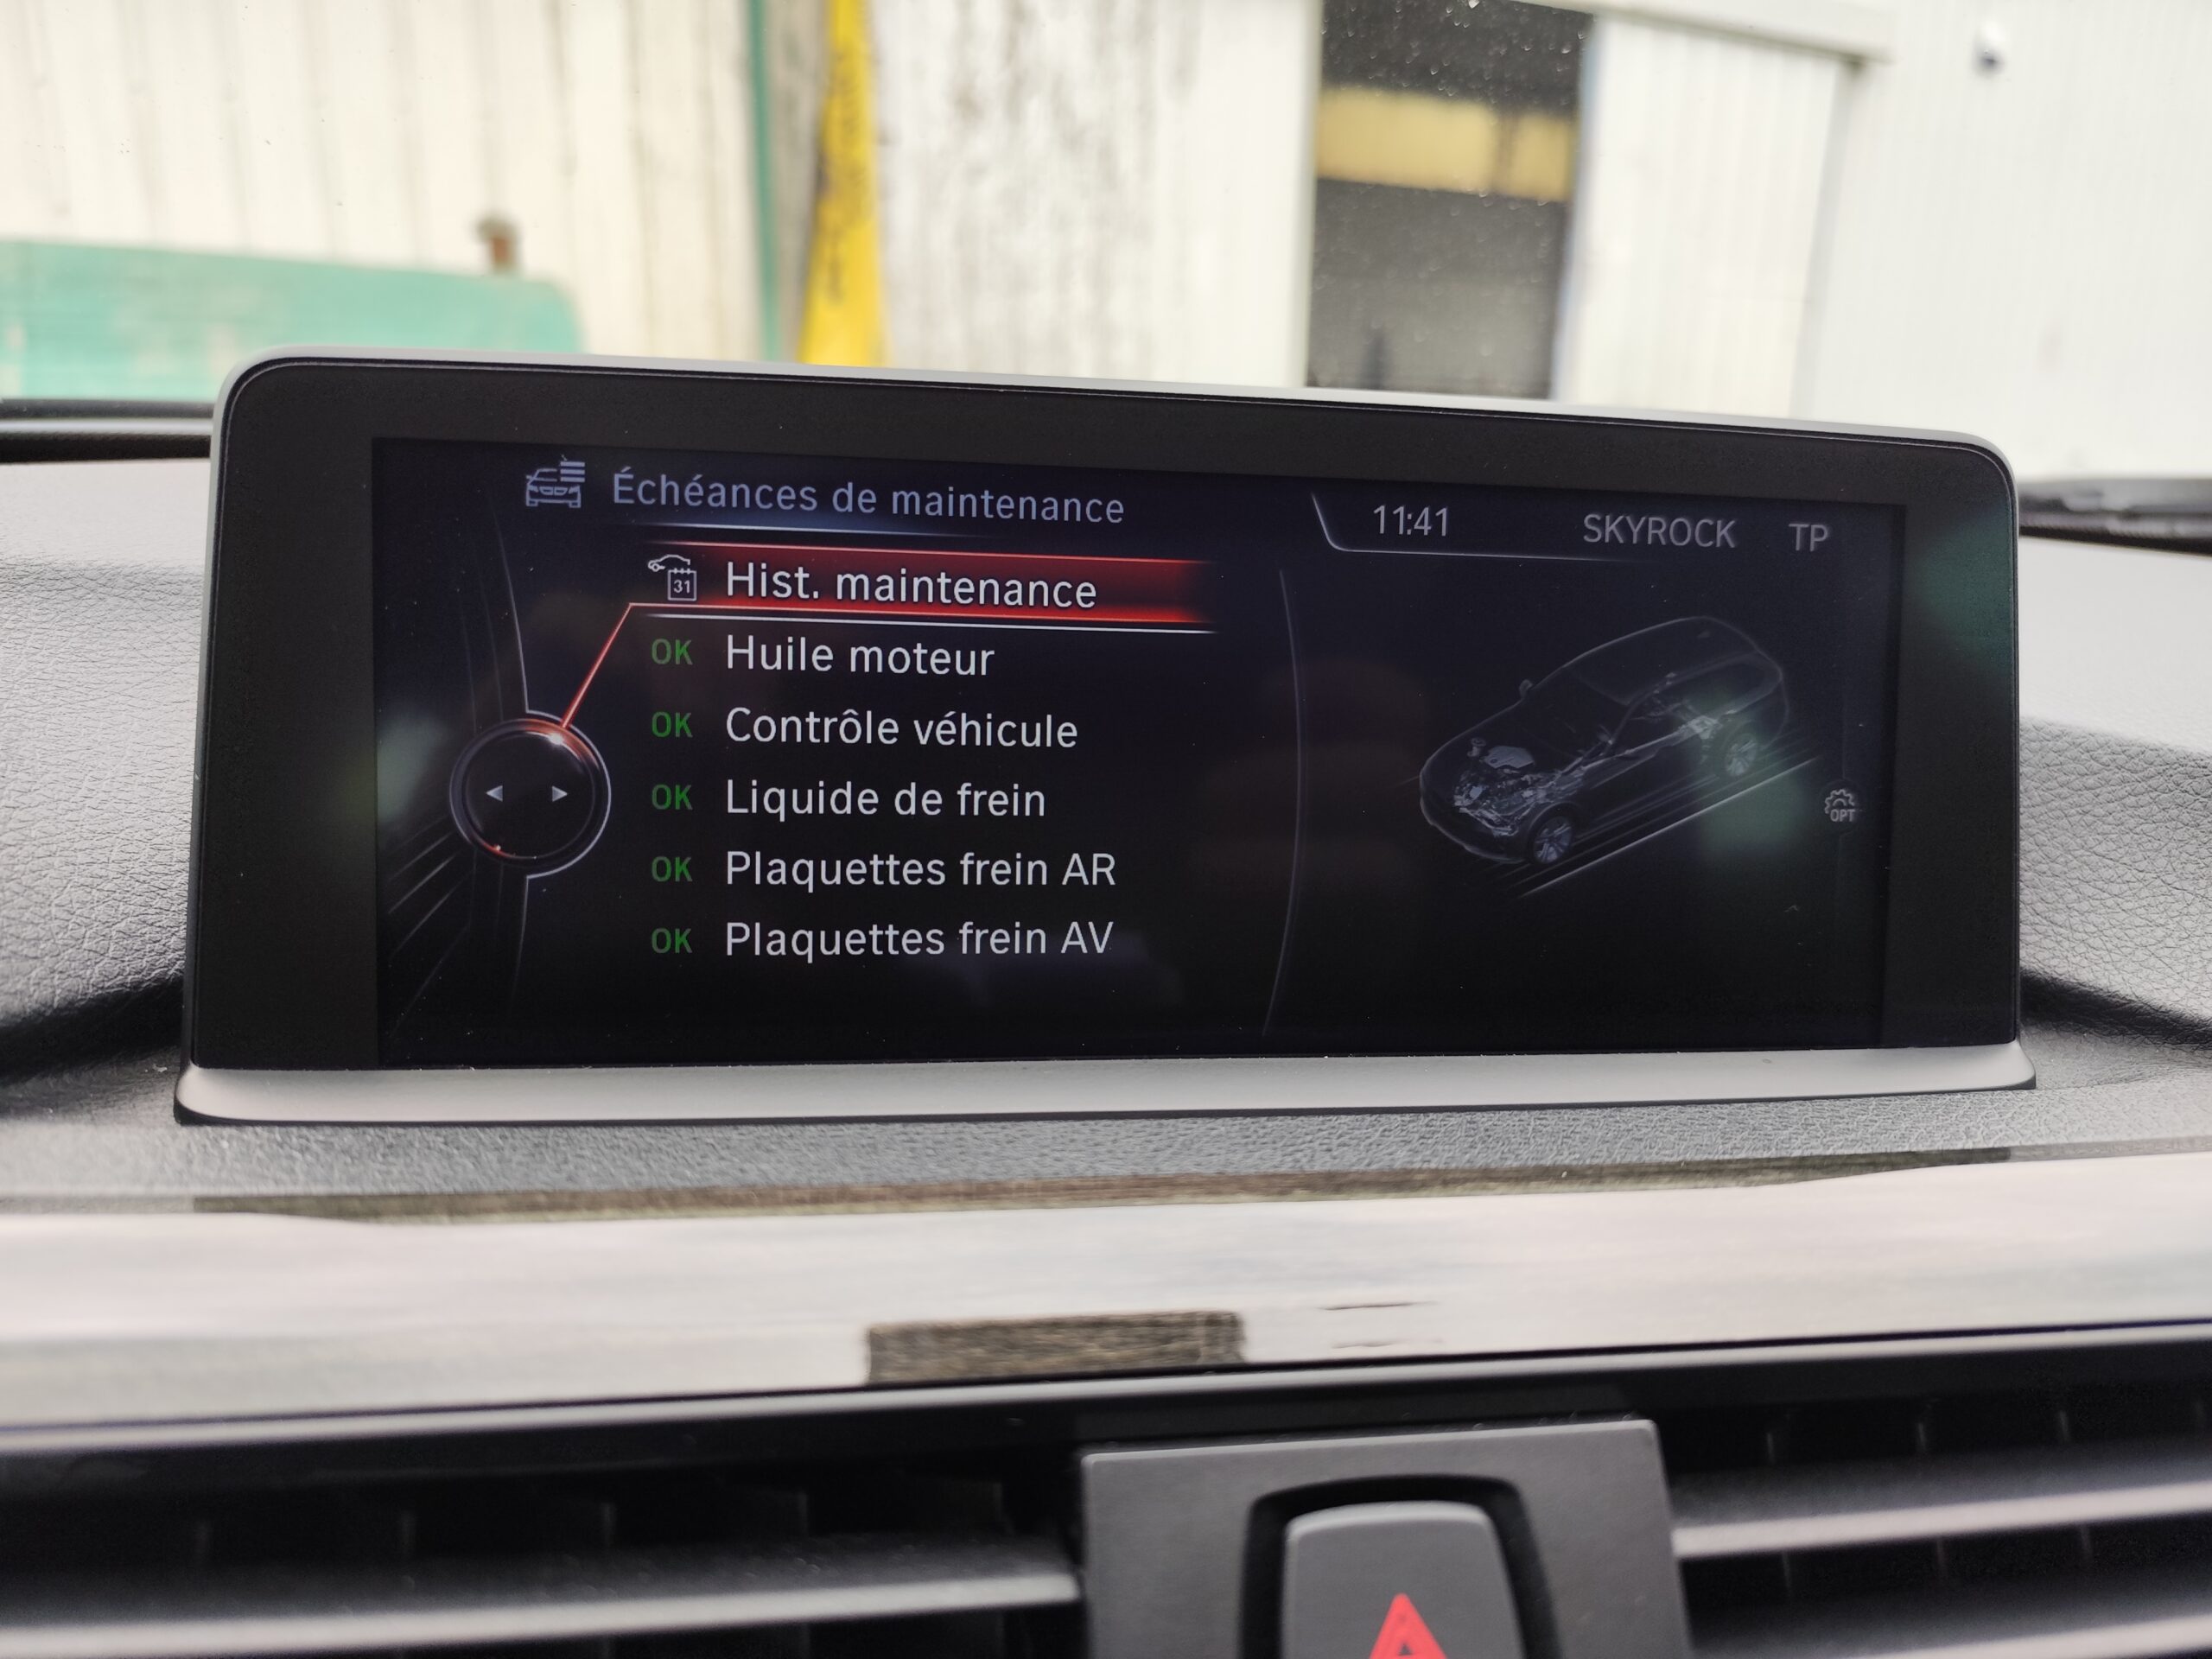 Échéances de maintenance
11:41 SKYROCK TP
31 Hist. maintenance
OK Huile moteur
OK Contrôle véhicule
OK Liquide de frein
OK Plaquettes frein AR
OK Plaquettes frein AV
OPT